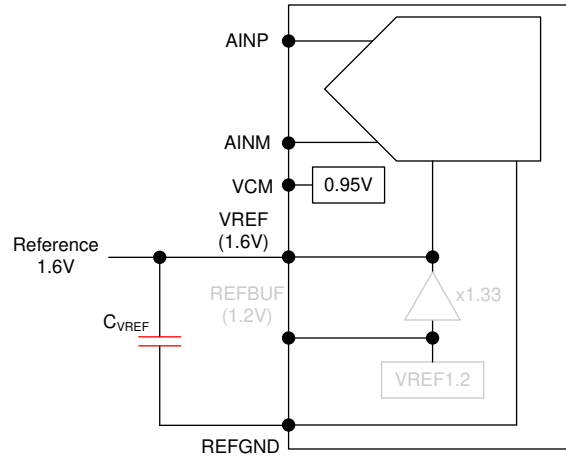 AINP
AINM
VCM
0.95V
VREF
(1.6V)
Reference
1.6V
REFBUF
(1.2V)
x1.33
CVREF
VREF1.2
REFGND